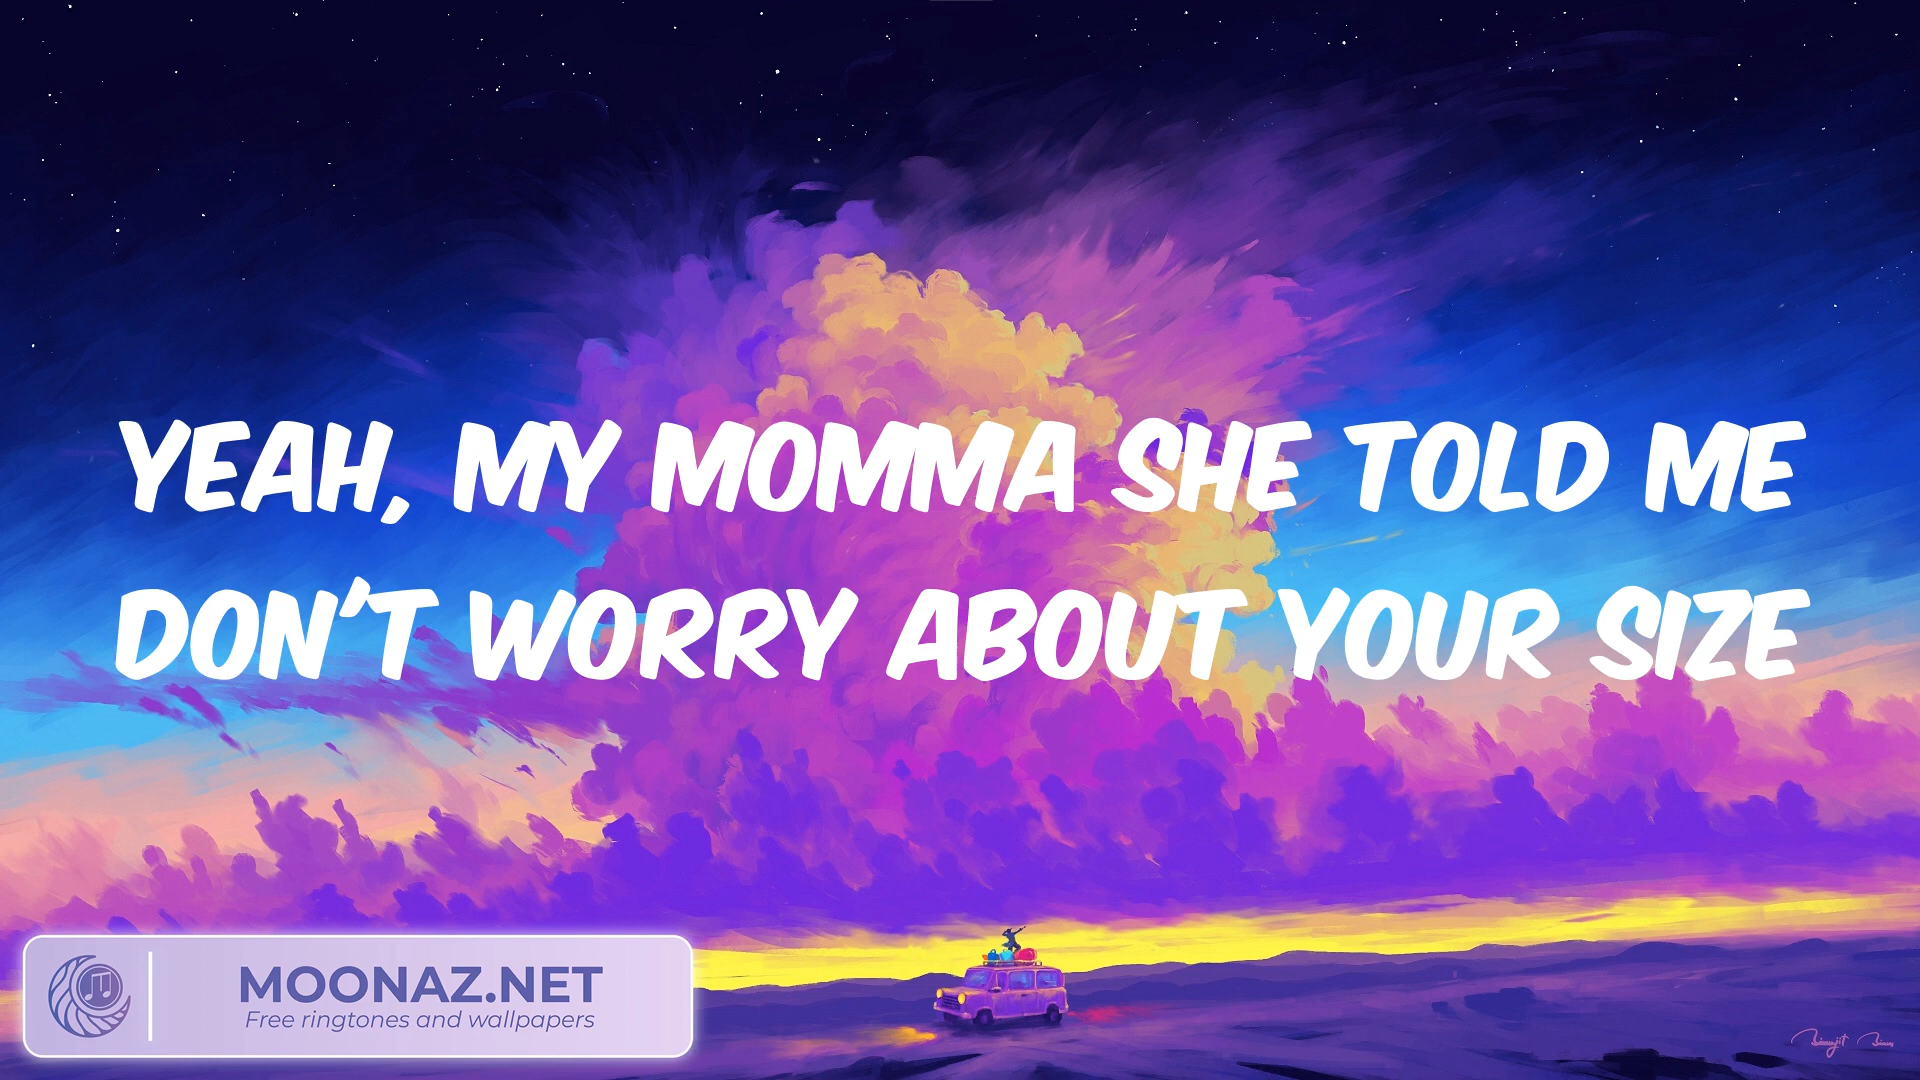 YEAH, MY MOMMA SHE TOLD ME
DON'T WORRY ABOUT YOUR SIZE
MOONAZ.NET
Free ringtones and wallpapers